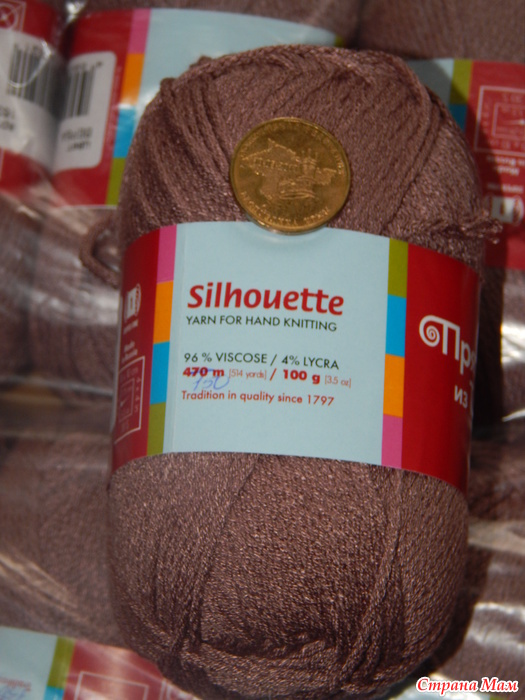 Silhouette
YARN FOR HAND KNITTING
96 % VISCOSE / 4% LYCRA
470 m [514 yards] / 100 g [3.5 oz]
Tradition in quality since 1797
из
Страна Мам